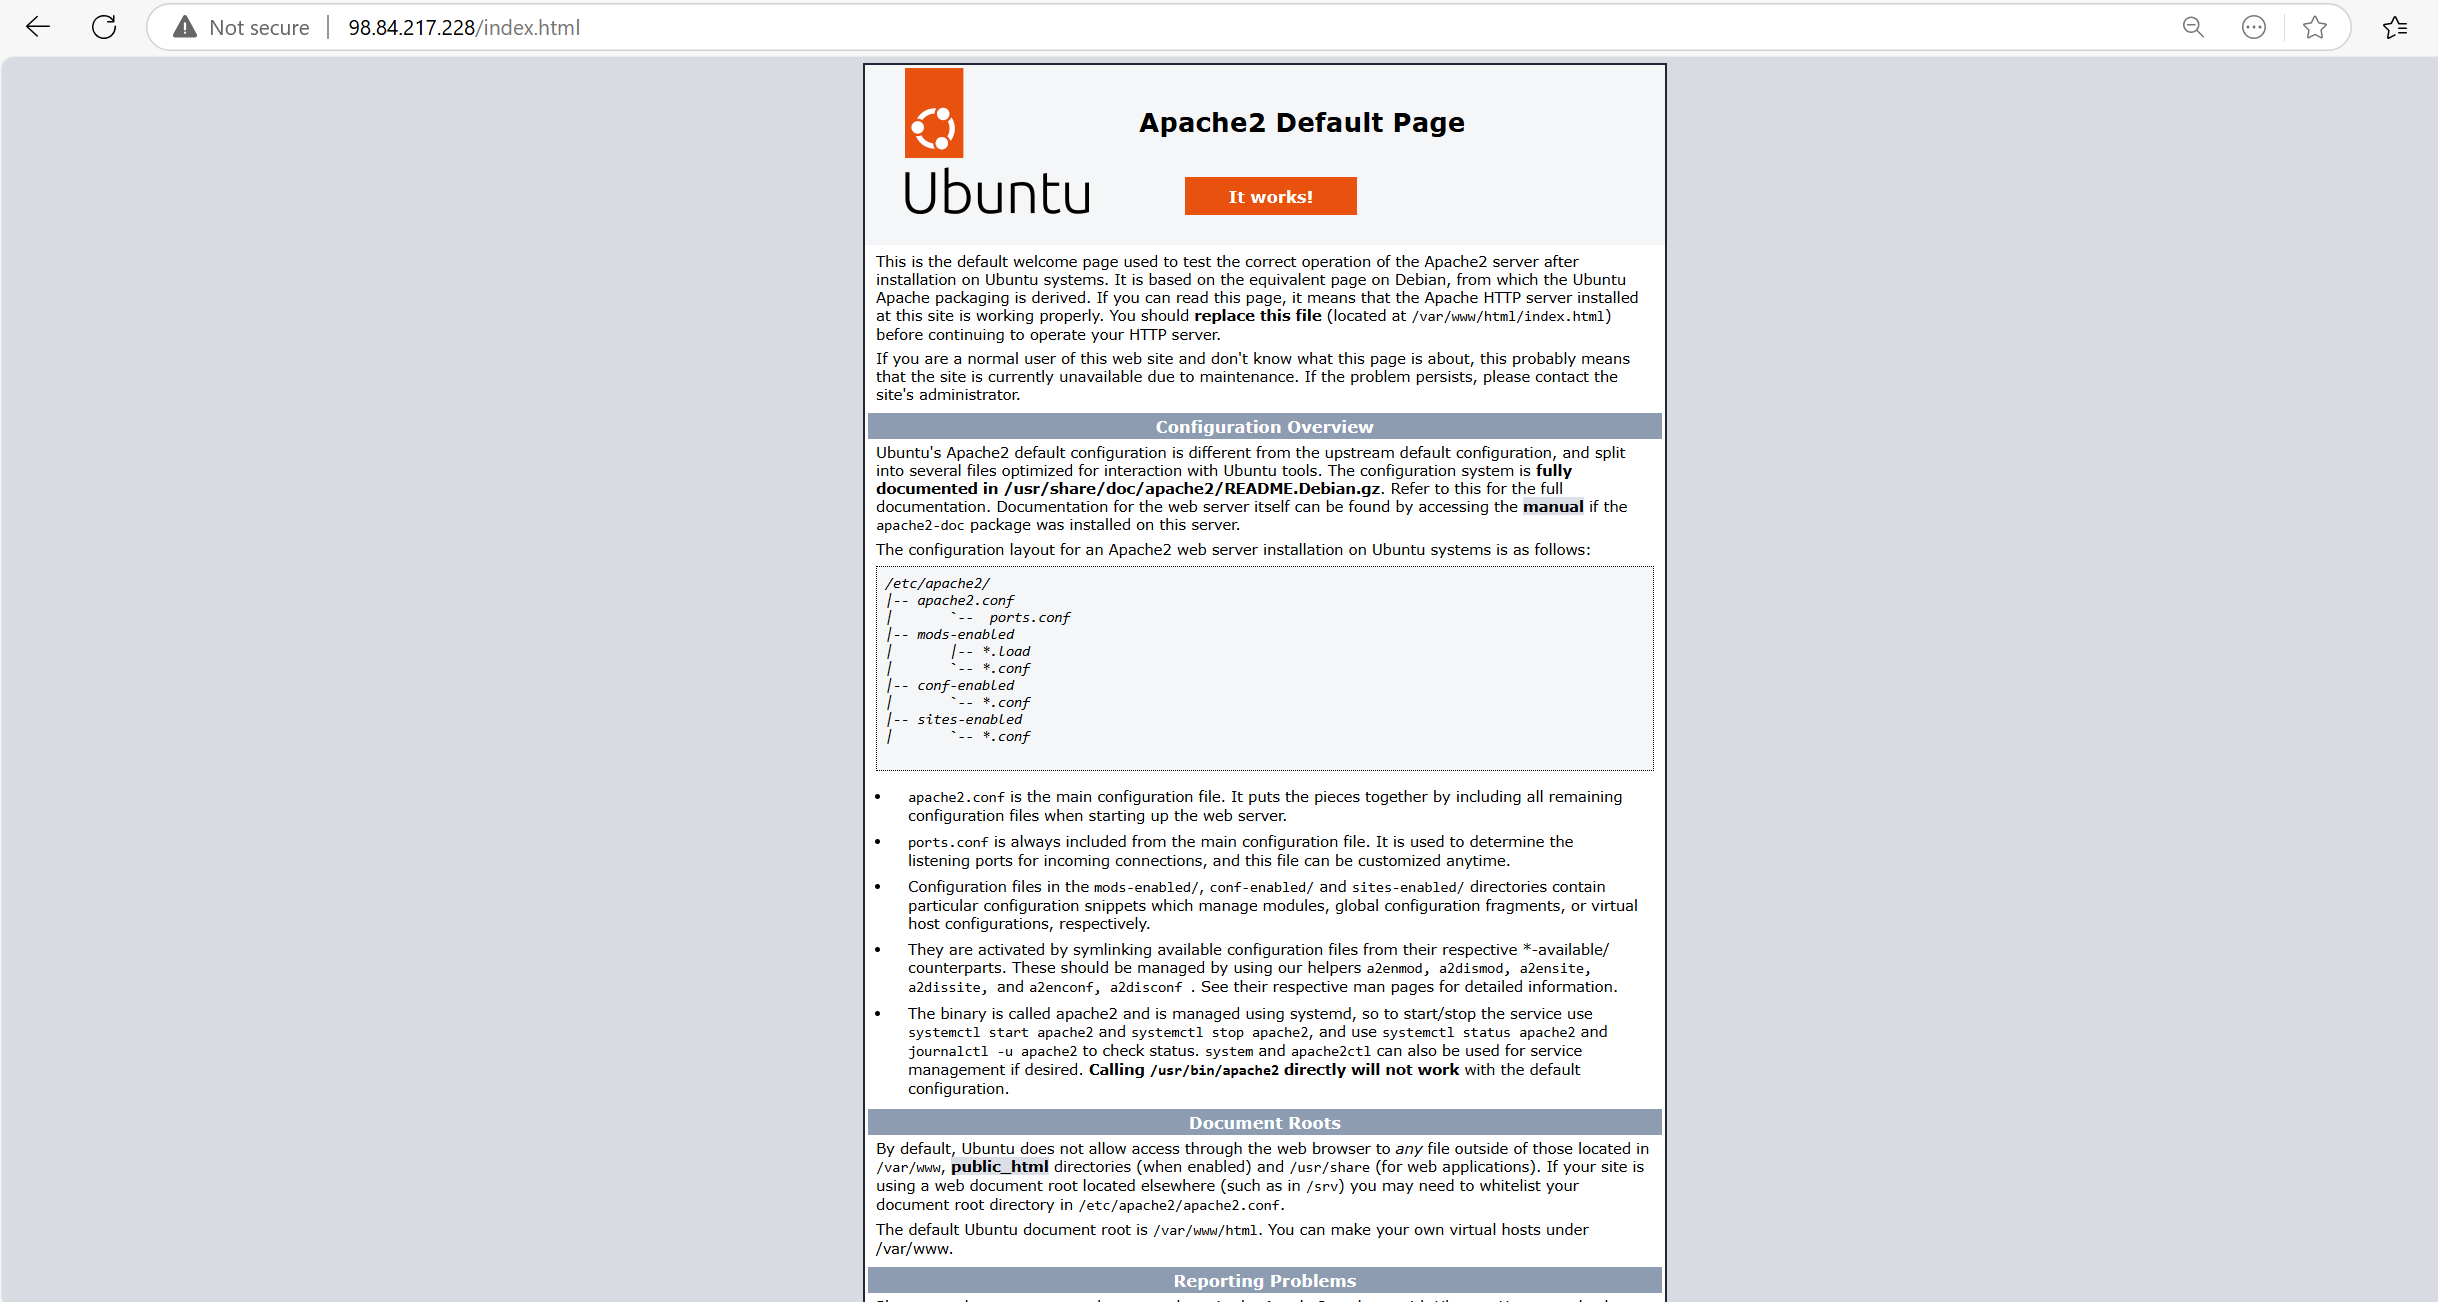 Not secure | 98.84.217.228/index.html
Apache2 Default Page
Ubuntu
It works!
This is the default welcome page used to test the correct operation of the Apache2 server after
installation on Ubuntu systems. It is based on the equivalent page on Debian, from which the Ubuntu
Apache packaging is derived. If you can read this page, it means that the Apache HTTP server installed
at this site is working properly. You should replace this file (located at /var/www/html/index.html)
before continuing to operate your HTTP server.
If you are a normal user of this web site and don't know what this page is about, this probably means
that the site is currently unavailable due to maintenance. If the problem persists, please contact the
site's administrator.
Configuration Overview
Ubuntu's Apache2 default configuration is different from the upstream default configuration, and split
into several files optimized for interaction with Ubuntu tools. The configuration system is fully
documented in /usr/share/doc/apache2/README.Debian.gz. Refer to this for the full
documentation. Documentation for the web server itself can be found by accessing the manual if the
apache2-doc package was installed on this server.
The configuration layout for an Apache2 web server installation on Ubuntu systems is as follows:
/etc/apache2/
|-- apache2.conf
|       `--  ports.conf
|-- mods-enabled
|       |-- *.load
|       `-- *.conf
|-- conf-enabled
|       `-- *.conf
|-- sites-enabled
|       `-- *.conf
• apache2.conf is the main configuration file. It puts the pieces together by including all remaining
configuration files when starting up the web server.
• ports.conf is always included from the main configuration file. It is used to determine the
listening ports for incoming connections, and this file can be customized anytime.
• Configuration files in the mods-enabled/, conf-enabled/ and sites-enabled/ directories contain
particular configuration snippets which manage modules, global configuration fragments, or virtual
host configurations, respectively.
• They are activated by symlinking available configuration files from their respective *-available/
counterparts. These should be managed by using our helpers a2enmod, a2dismod, a2ensite,
a2dissite, and a2enconf, a2disconf . See their respective man pages for detailed information.
• The binary is called apache2 and is managed using systemd, so to start/stop the service use
systemctl start apache2 and systemctl stop apache2, and use systemctl status apache2 and
journalctl -u apache2 to check status. system and apache2ctl can also be used for service
management if desired. Calling /usr/bin/apache2 directly will not work with the default
configuration.
Document Roots
By default, Ubuntu does not allow access through the web browser to any file outside of those located in
/var/www, public_html directories (when enabled) and /usr/share (for web applications). If your site is
using a web document root located elsewhere (such as in /srv) you may need to whitelist your
document root directory in /etc/apache2/apache2.conf.
The default Ubuntu document root is /var/www/html. You can make your own virtual hosts under
/var/www.
Reporting Problems